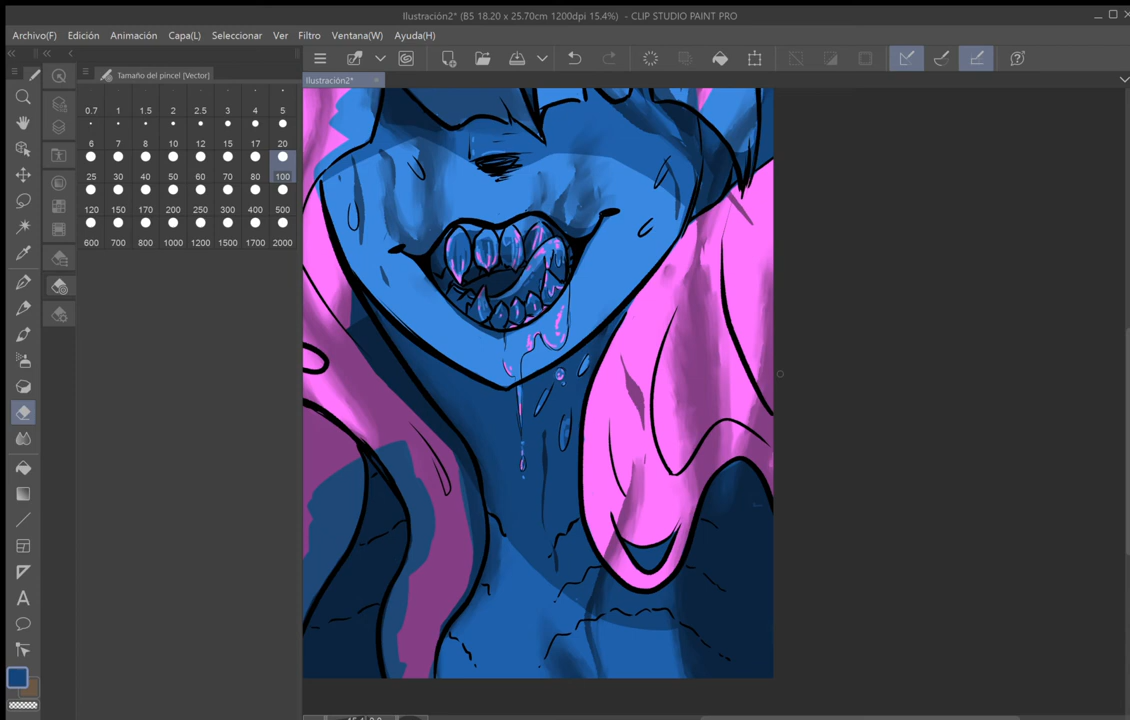 Ilustración2* (B5 18.20 x 25.70cm 1200dpi 15.4%) - CLIP STUDIO PAINT PRO
Archivo(F) Edición Animación Capa(L) Seleccionar Ver Filtro Ventana(W) Ayuda(H)
Tamaño del pincel [Vector]
Ilustración2*
0.7 1 1.5 2 2.5 3 4 5
6 7 8 10 12 15 17 20
25 30 40 50 60 70 80 100
120 150 170 200 250 300 400 500
600 700 800 1000 1200 1500 1700 2000